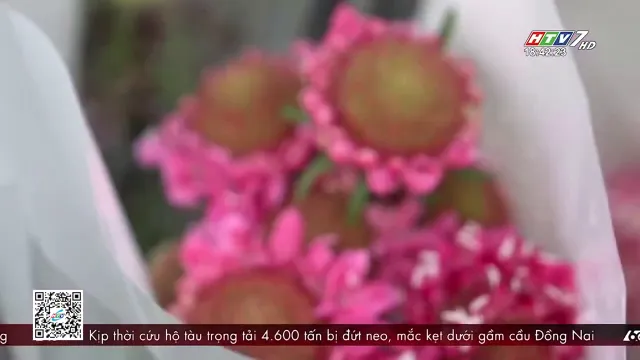 HTV7 HD
18:42:23
g Kịp thời cứu hộ tàu trọng tải 4.600 tấn bị đứt neo, mắc kẹt dưới gầm cầu Đồng Nai